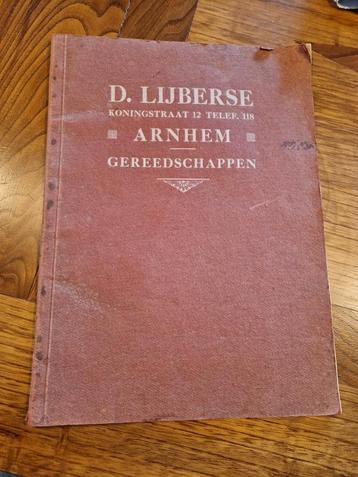 D. LIJBERSE
KONINGSTRAAT 12 TELEF. 118
ARNHEM
GEREEDSCHAPPEN